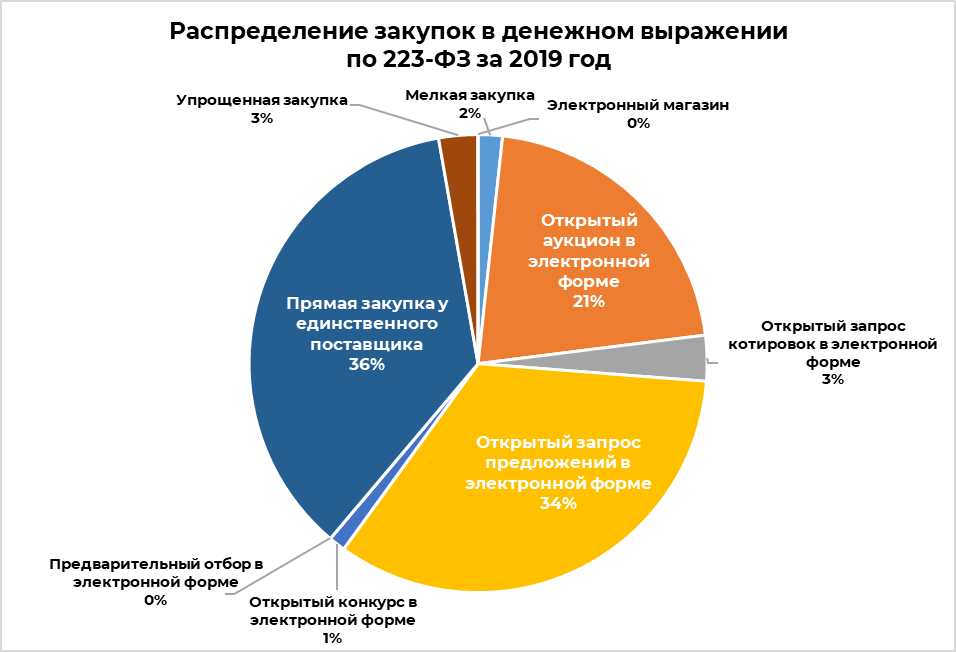 Распределение закупок в денежном выражении
по 223-ФЗ за 2019 год
Упрощенная закупка
3%
Мелкая закупка
2%
Электронный магазин
0%
Открытый
аукцион в
электронной
форме
21%
Прямая закупка у
единственного
поставщика
36%
Открытый запрос
котировок в электронной
форме
3%
Открытый запрос
предложений в
электронной форме
34%
Предварительный отбор в
электронной форме
0%
Открытый конкурс в
электронной форме
1%